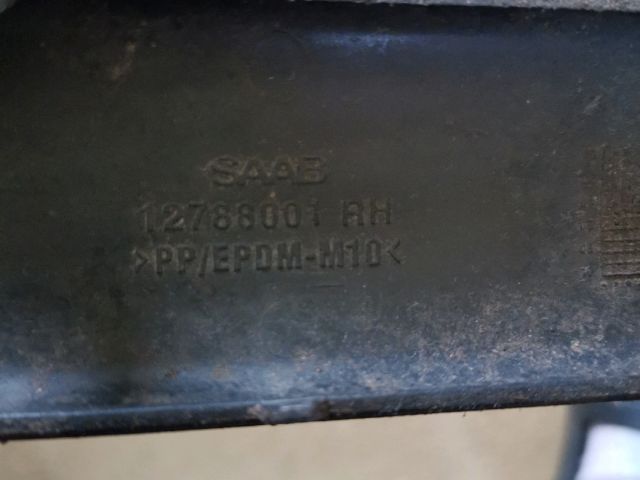 SAAB
12788001 RH
>PP/EPDM-M10<